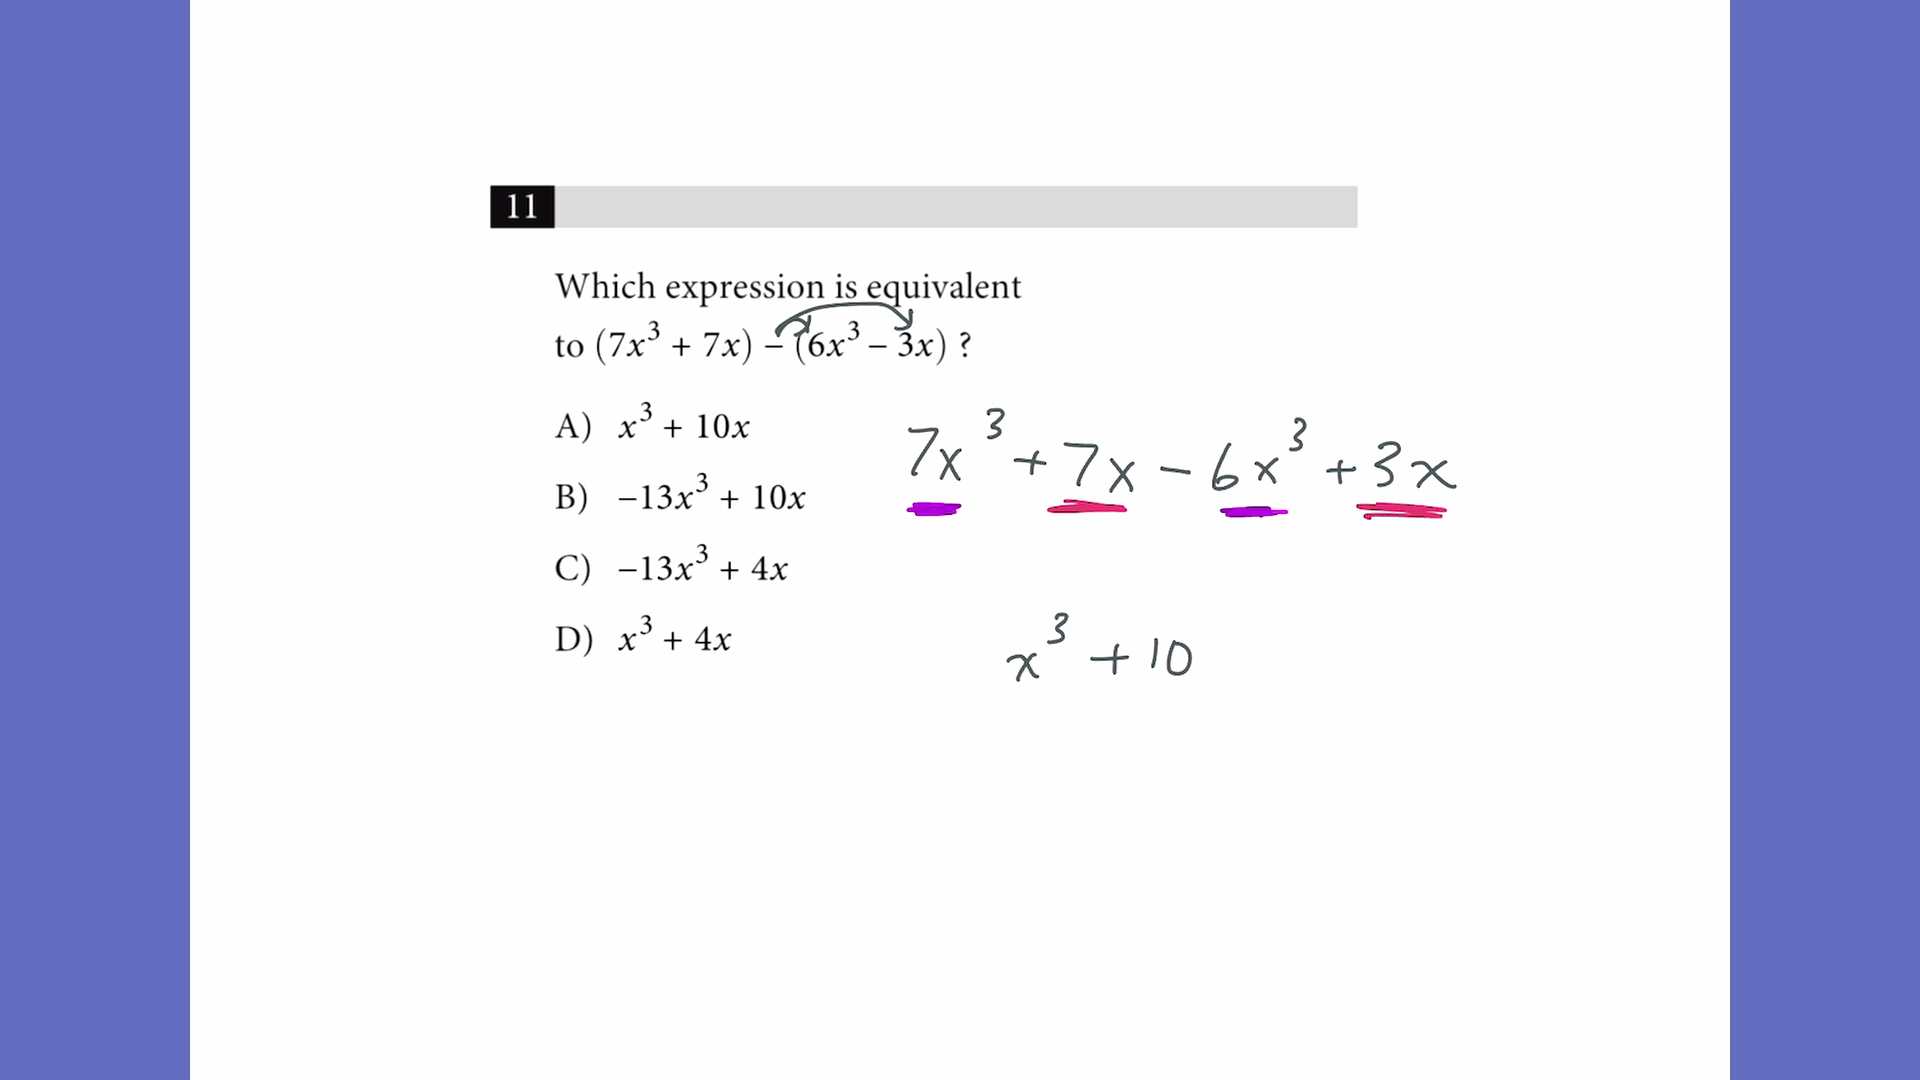 11
Which expression is equivalent
to (7x³ + 7x) – (6x³ – 3x) ?
A) x³ + 10x
B) –13x³ + 10x
C) –13x³ + 4x
D) x³ + 4x
7x³ + 7x – 6x³ + 3x
x³ + 10